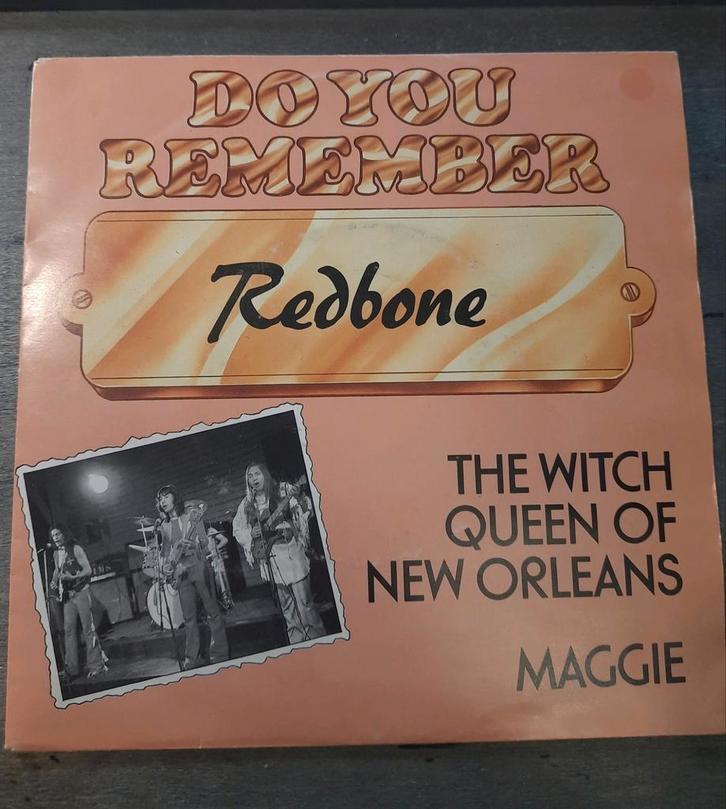 DO YOU
REMEMBER
Redbone
THE WITCH
QUEEN OF
NEW ORLEANS
MAGGIE